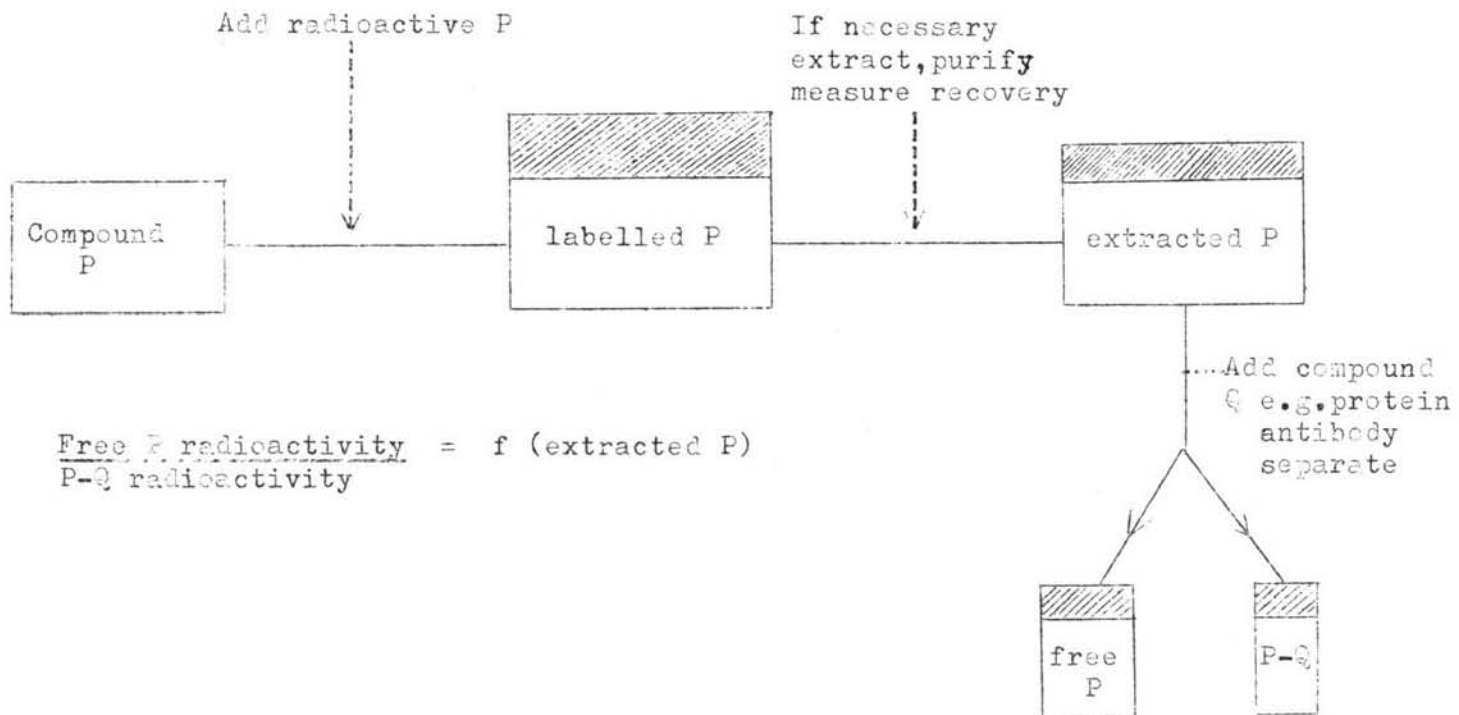 Add radioactive P
If necessary
extract, purify
measure recovery
Compound
P
labelled P
extracted P
Add compound
Q e.g. protein
antibody
separate
Free P radioactivity = f (extracted P)
P-Q radioactivity
free
P
P-Q